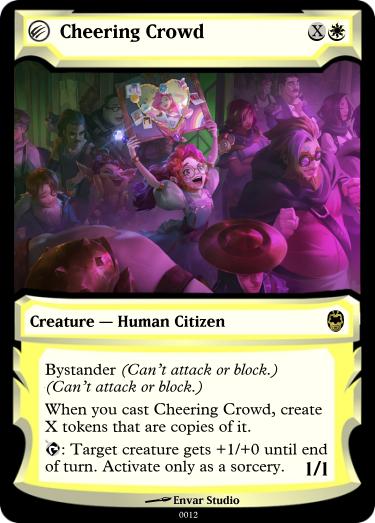 Cheering Crowd X
Creature — Human Citizen
Bystander (Can't attack or block.)
(Can't attack or block.)
When you cast Cheering Crowd, create
X tokens that are copies of it.
: Target creature gets +1/+0 until end
of turn. Activate only as a sorcery. 1/1
Envar Studio
0012